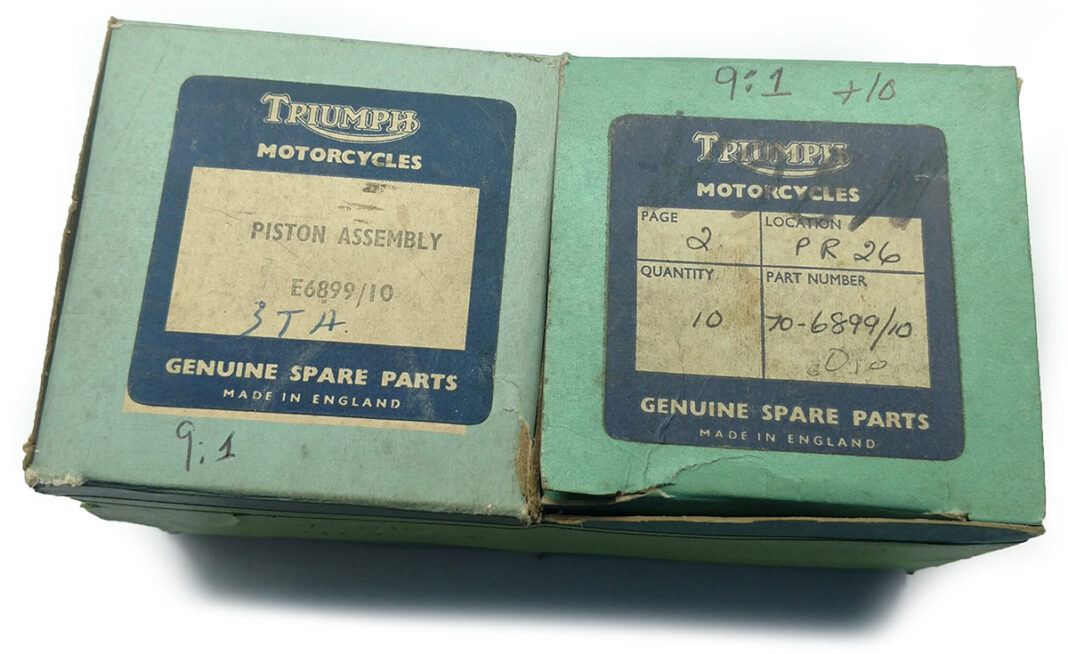 TRIUMPH
MOTORCYCLES
PISTON ASSEMBLY
E6899/10
3TA.
GENUINE SPARE PARTS
MADE IN ENGLAND
9:1
9:1 +10
TRIUMPH
MOTORCYCLES
PAGE LOCATION
2 PR 26
QUANTITY PART NUMBER
10 70-6899/10
GENUINE SPARE PARTS
MADE IN ENGLAND